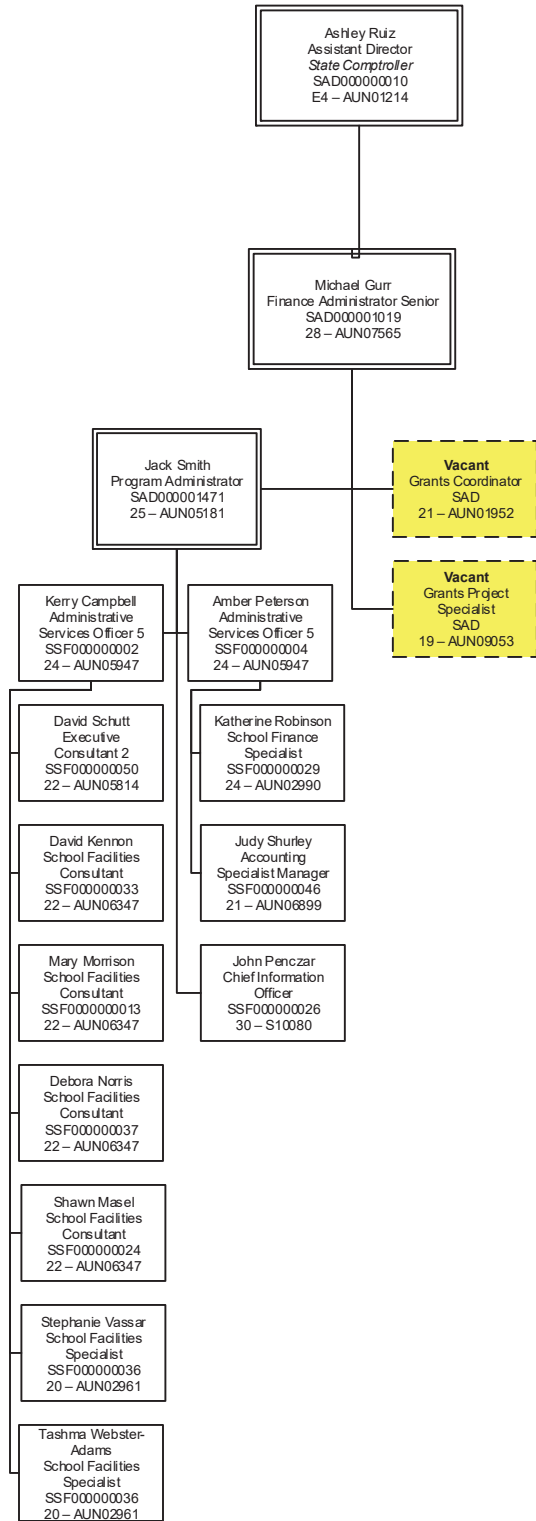 Ashley Ruiz
Assistant Director
State Comptroller
SAD000000010
E4 – AUN01214
Michael Gurr
Finance Administrator Senior
SAD000001019
28 – AUN07565
Jack Smith
Program Administrator
SAD000001471
25 – AUN05181
Vacant
Grants Coordinator
SAD
21 – AUN01952
Vacant
Grants Project
Specialist
SAD
19 – AUN09053
Kerry Campbell
Administrative
Services Officer 5
SSF000000002
24 – AUN05947
Amber Peterson
Administrative
Services Officer 5
SSF000000004
24 – AUN05947
David Schutt
Executive
Consultant 2
SSF000000050
22 – AUN05814
Katherine Robinson
School Finance
Specialist
SSF000000029
24 – AUN02990
David Kennon
School Facilities
Consultant
SSF000000033
22 – AUN06347
Judy Shurley
Accounting
Specialist Manager
SSF000000046
21 – AUN06899
Mary Morrison
School Facilities
Consultant
SSF0000000013
22 – AUN06347
John Penczar
Chief Information
Officer
SSF000000026
30 – S10080
Debora Norris
School Facilities
Consultant
SSF000000037
22 – AUN06347
Shawn Masel
School Facilities
Consultant
SSF000000024
22 – AUN06347
Stephanie Vassar
School Facilities
Specialist
SSF000000036
20 – AUN02961
Tashma Webster-
Adams
School Facilities
Specialist
SSF000000036
20 – AUN02961